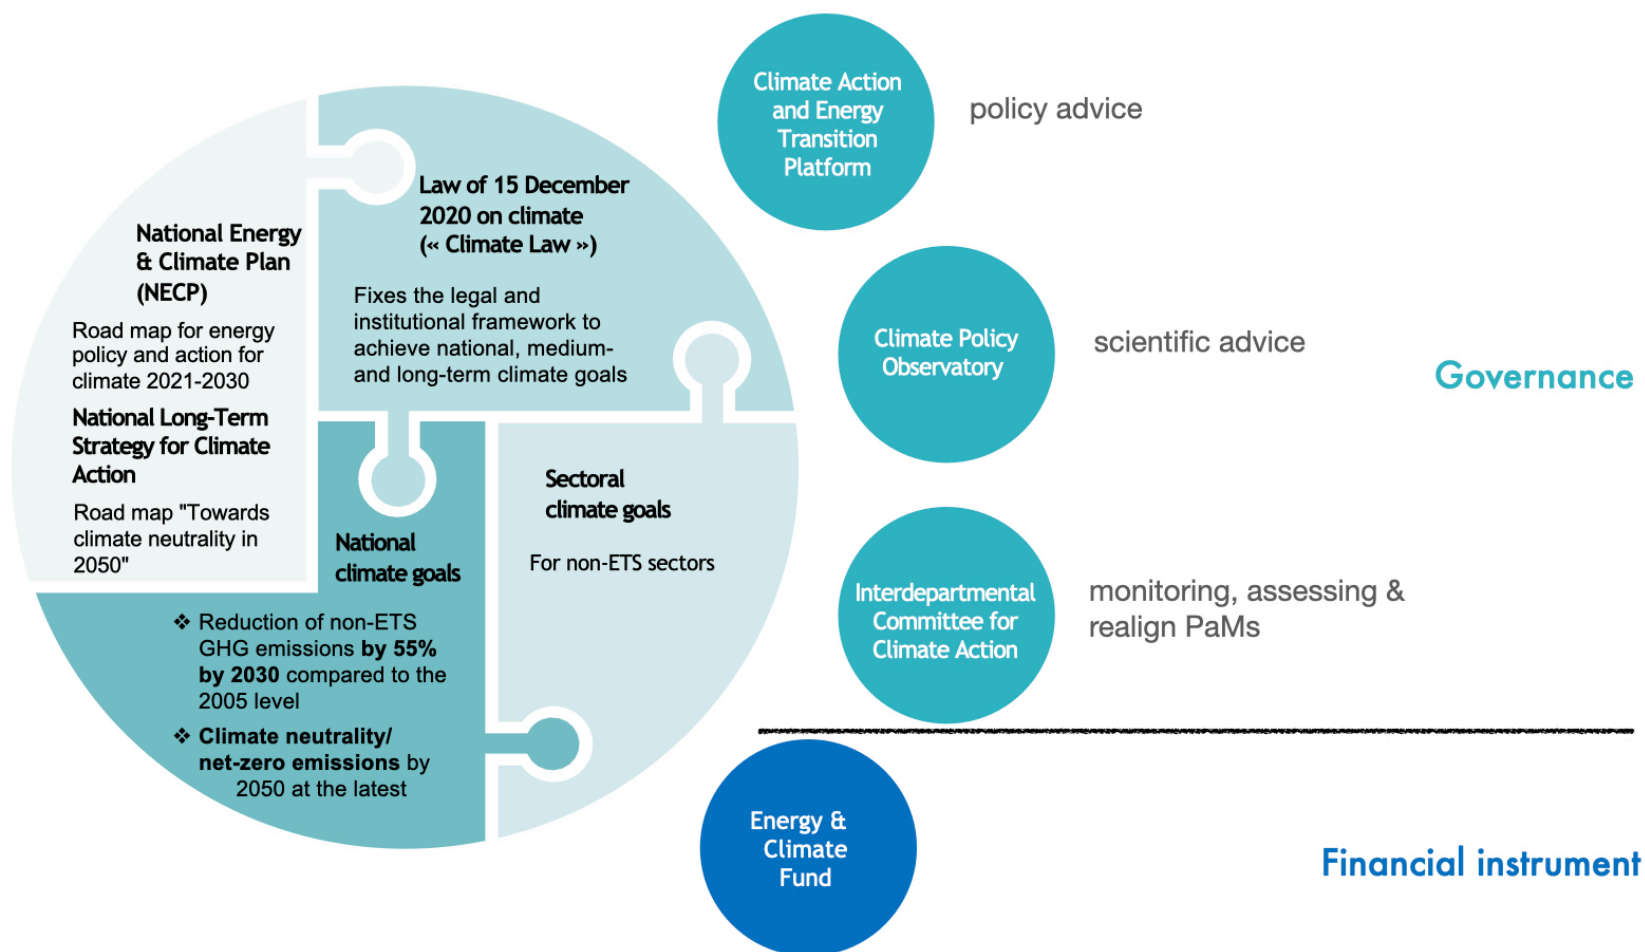 National Energy
& Climate Plan
(NECP)
Road map for energy
policy and action for
climate 2021-2030
National Long-Term
Strategy for Climate
Action
Road map "Towards
climate neutrality in
2050"
Law of 15 December
2020 on climate
(« Climate Law »)
Fixes the legal and
institutional framework to
achieve national, medium-
and long-term climate goals
National
climate goals
❖ Reduction of non-ETS
GHG emissions by 55%
by 2030 compared to the
2005 level
❖ Climate neutrality/
net-zero emissions by
2050 at the latest
Sectoral
climate goals
For non-ETS sectors
Climate Action
and Energy
Transition
Platform
policy advice
Climate Policy
Observatory
scientific advice
Governance
Interdepartmental
Committee for
Climate Action
monitoring, assessing &
realign PaMs
Energy &
Climate
Fund
Financial instrument